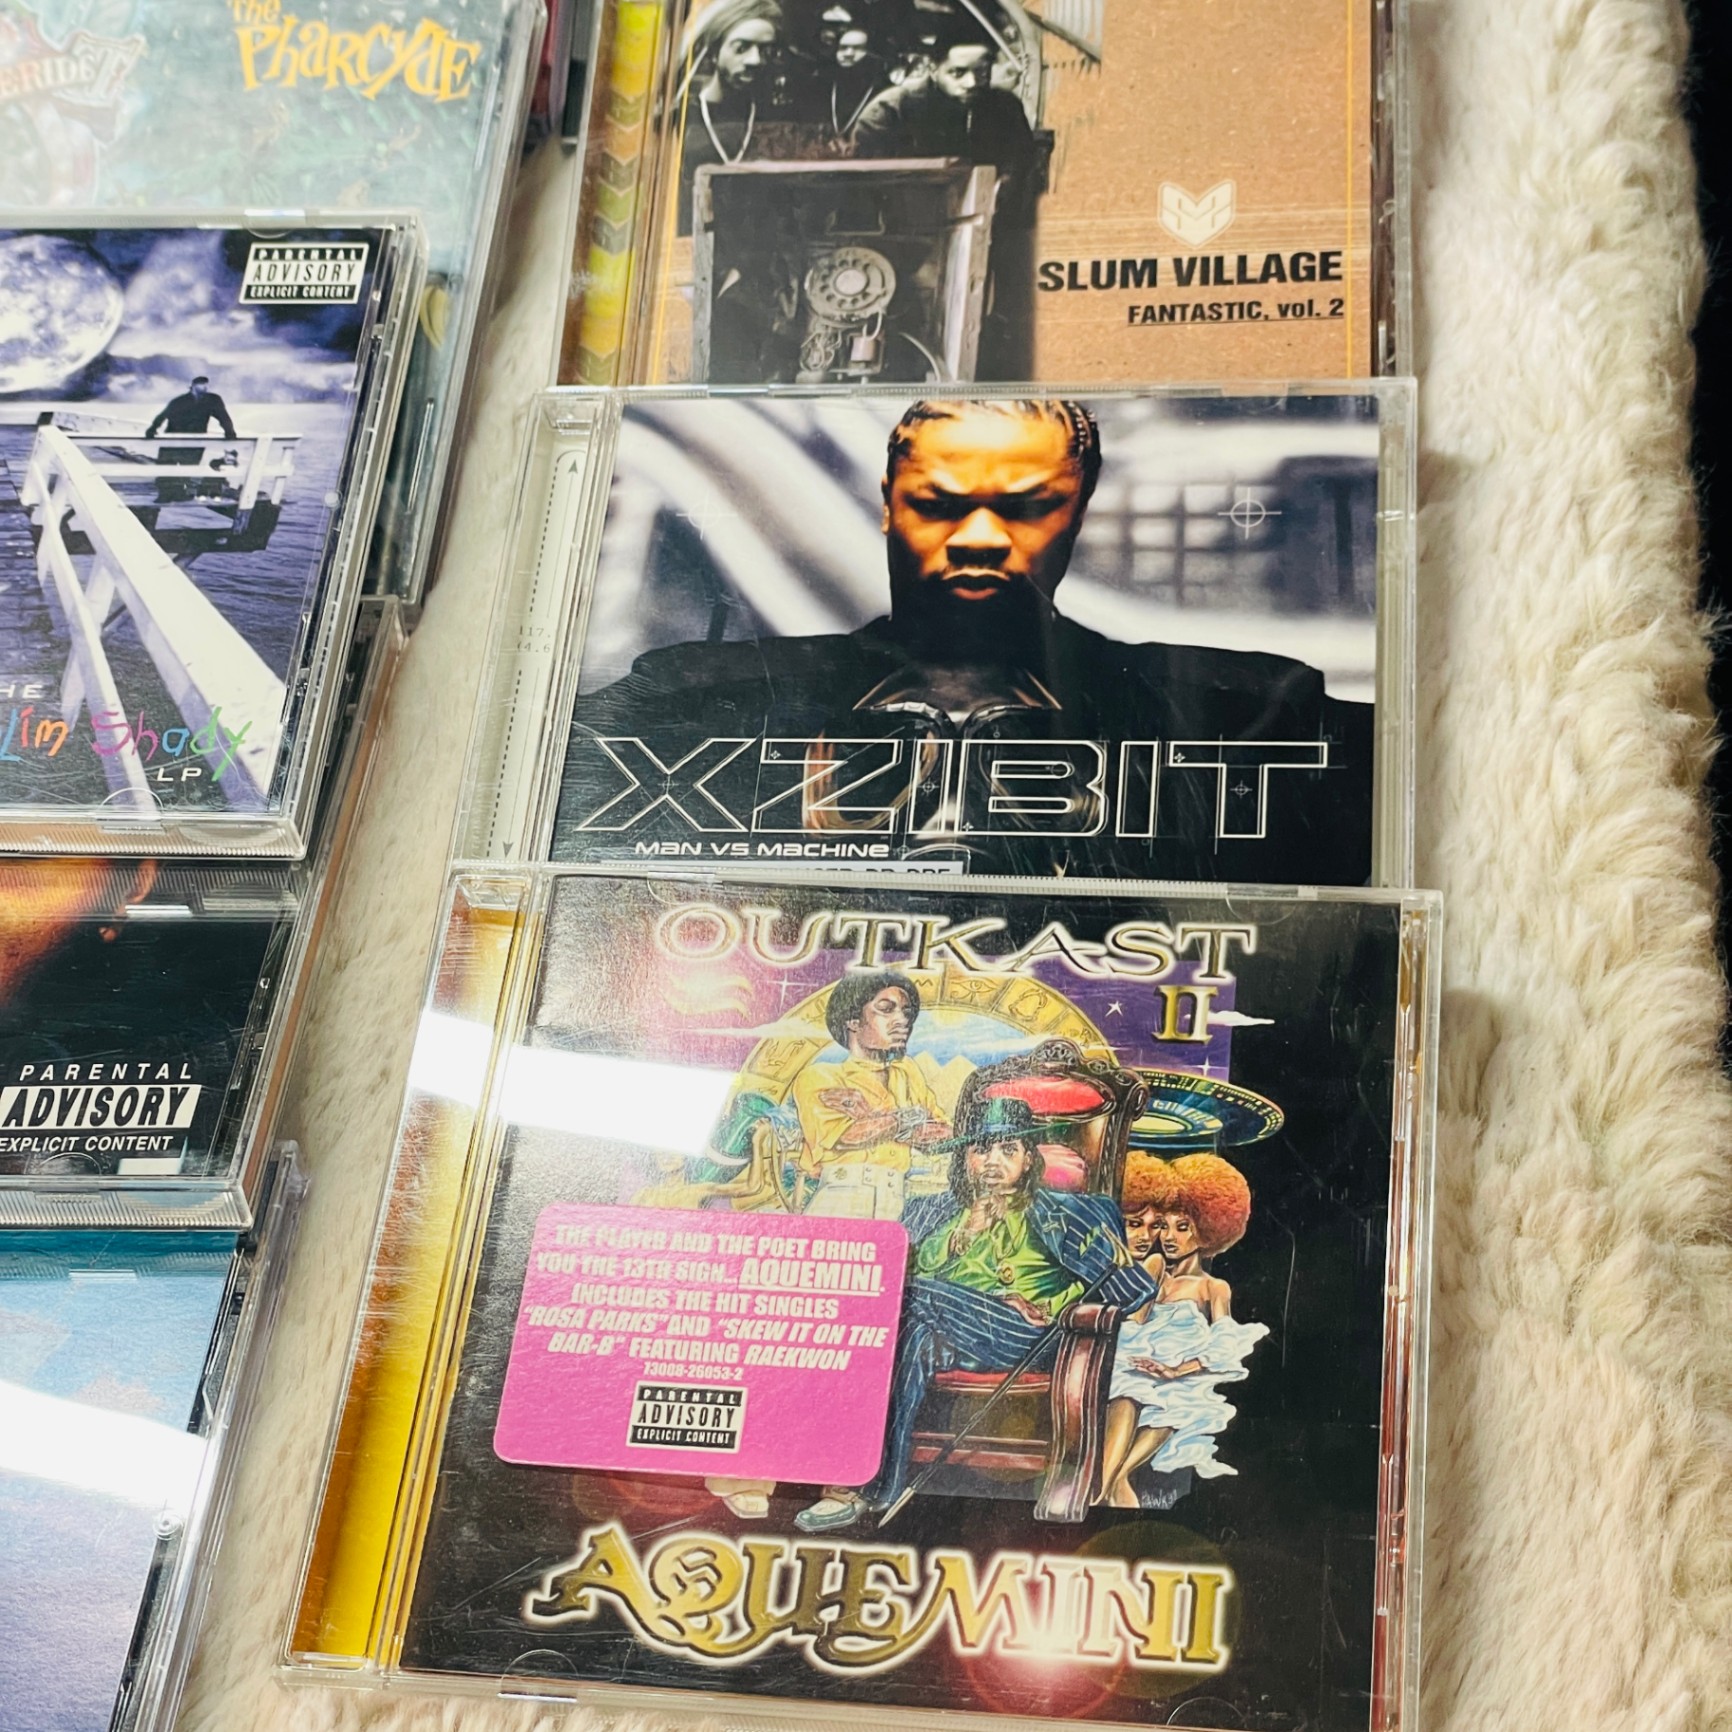 The
PHARCYDE
PARENTAL
ADVISORY
EXPLICIT CONTENT
Slim Shady
LP
PARENTAL
ADVISORY
EXPLICIT CONTENT
SLUM VILLAGE
FANTASTIC, vol. 2
XZIBIT
MAN VS MACHINE
OUTKAST
II
THE PLAYER AND THE POET BRING
YOU THE 13TH SIGN... AQUEMINI.
INCLUDES THE HIT SINGLES
"ROSA PARKS" AND "SKEW IT ON THE
BAR-B" FEATURING RAEKWON
73008-26053-2
PARENTAL
ADVISORY
EXPLICIT CONTENT
AQUEMINI